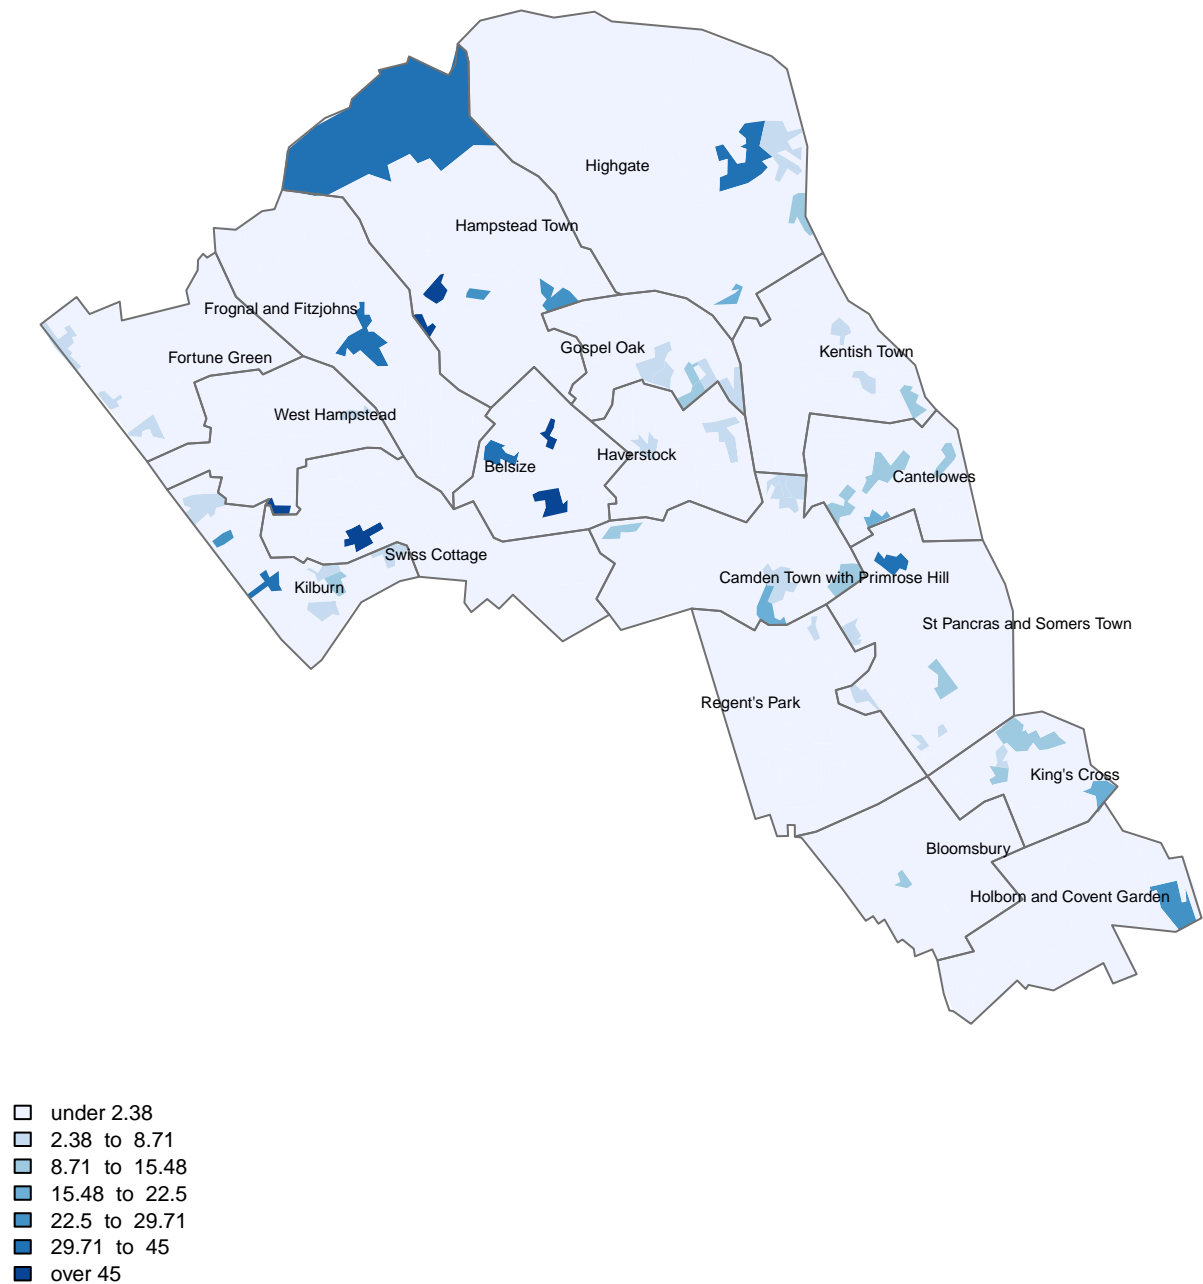 Highgate
Hampstead Town
Frognal and Fitzjohns
Gospel Oak
Kentish Town
Fortune Green
West Hampstead
Haverstock
Belsize
Cantelowes
Swiss Cottage
Camden Town with Primrose Hill
Kilburn
St Pancras and Somers Town
Regent's Park
King's Cross
Bloomsbury
Holborn and Covent Garden
under 2.38
2.38 to 8.71
8.71 to 15.48
15.48 to 22.5
22.5 to 29.71
29.71 to 45
over 45